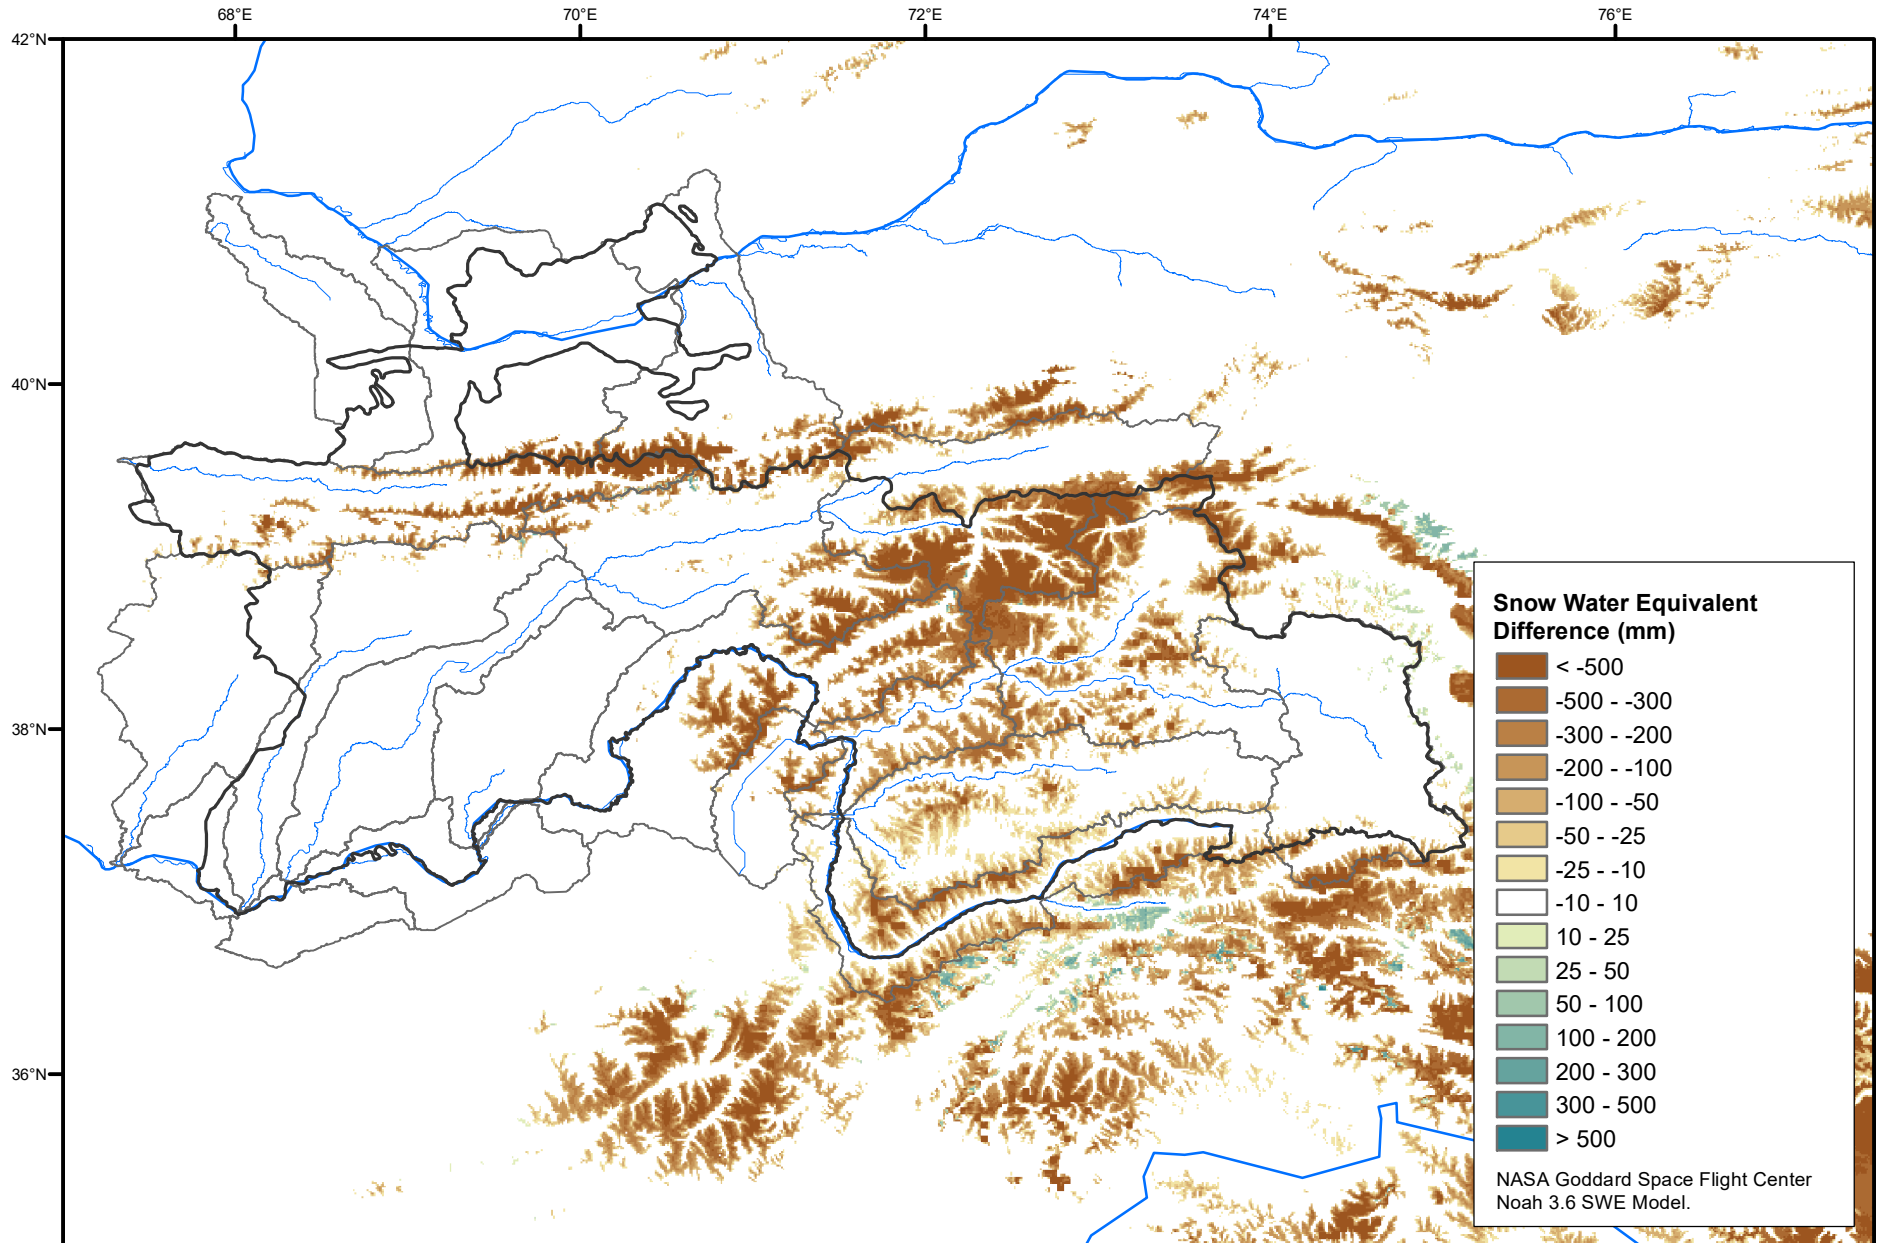 68°E
70°E
72°E
74°E
76°E
42°N
40°N
38°N
36°N
Snow Water Equivalent
Difference (mm)
< -500
-500 - -300
-300 - -200
-200 - -100
-100 - -50
-50 - -25
-25 - -10
-10 - 10
10 - 25
25 - 50
50 - 100
100 - 200
200 - 300
300 - 500
> 500
NASA Goddard Space Flight Center
Noah 3.6 SWE Model.